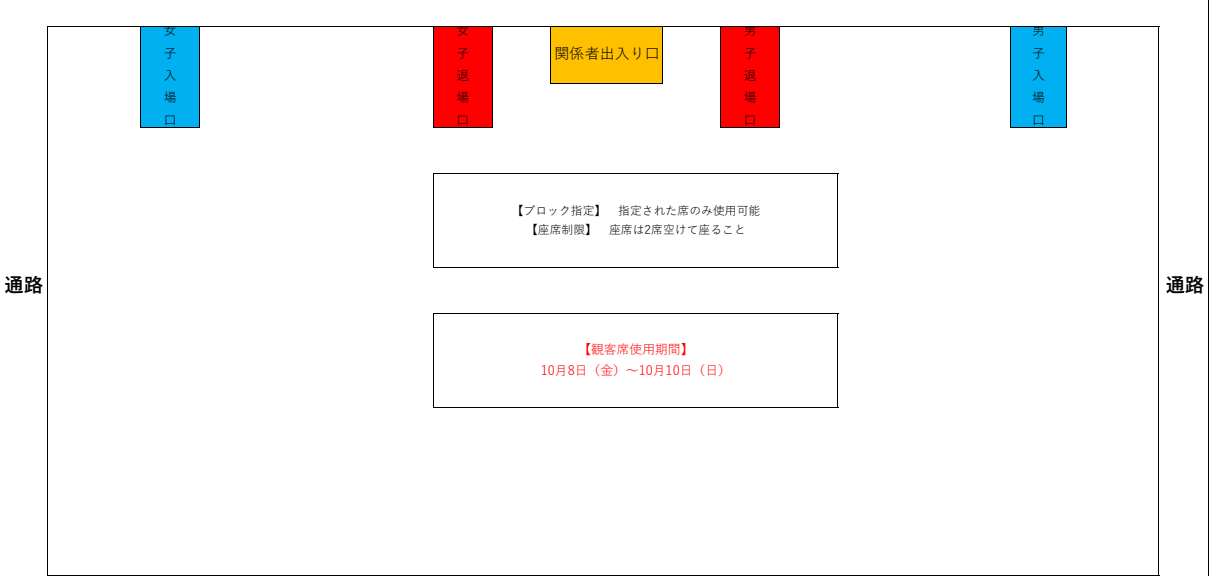 女子入場口
女子退場口
関係者出入り口
男子退場口
男子入場口
【ブロック指定】　指定された席のみ使用可能
【座席制限】　座席は2席空けて座ること
通路
通路
【観客席使用期間】
10月8日（金）～10月10日（日）